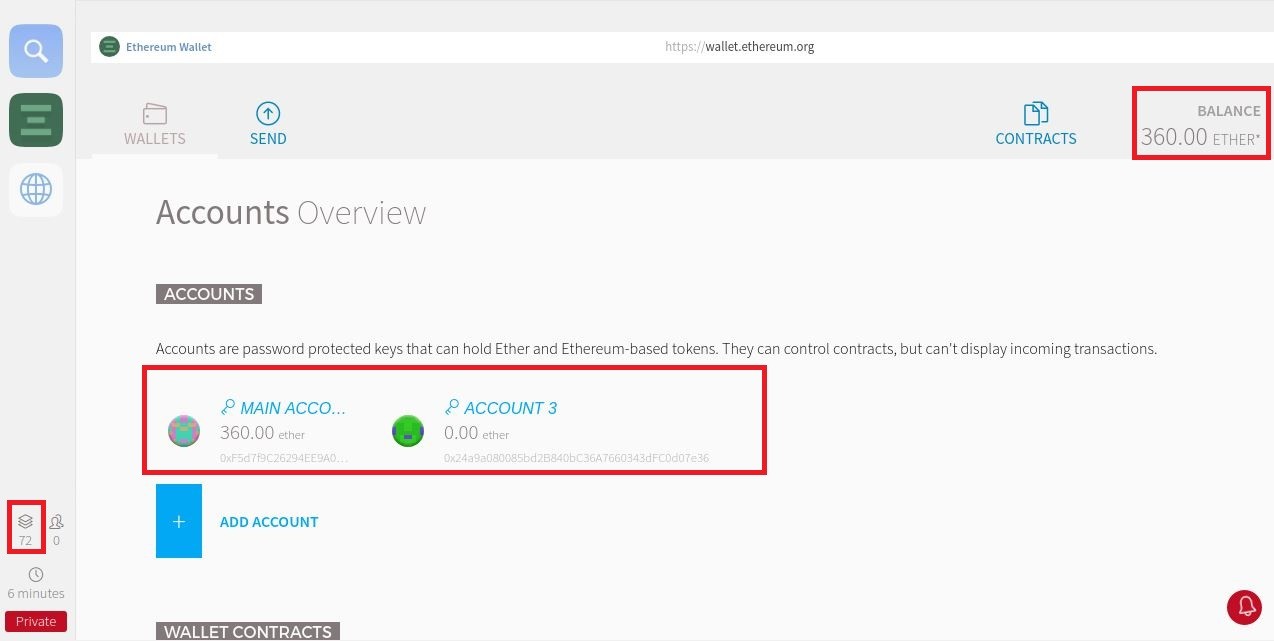 Ethereum Wallet
https://wallet.ethereum.org
WALLETS
SEND
CONTRACTS
BALANCE
360.00 ETHER*
Accounts Overview
ACCOUNTS
Accounts are password protected keys that can hold Ether and Ethereum-based tokens. They can control contracts, but can't display incoming transactions.
MAIN ACCO...
360.00 ether
0xF5d7f9C26294EE9A0...
ACCOUNT 3
0.00 ether
0x24a9a080085bd2B840bC36A7660343dFC0d07e36
+
ADD ACCOUNT
72
0
6 minutes
Private
WALLET CONTRACTS